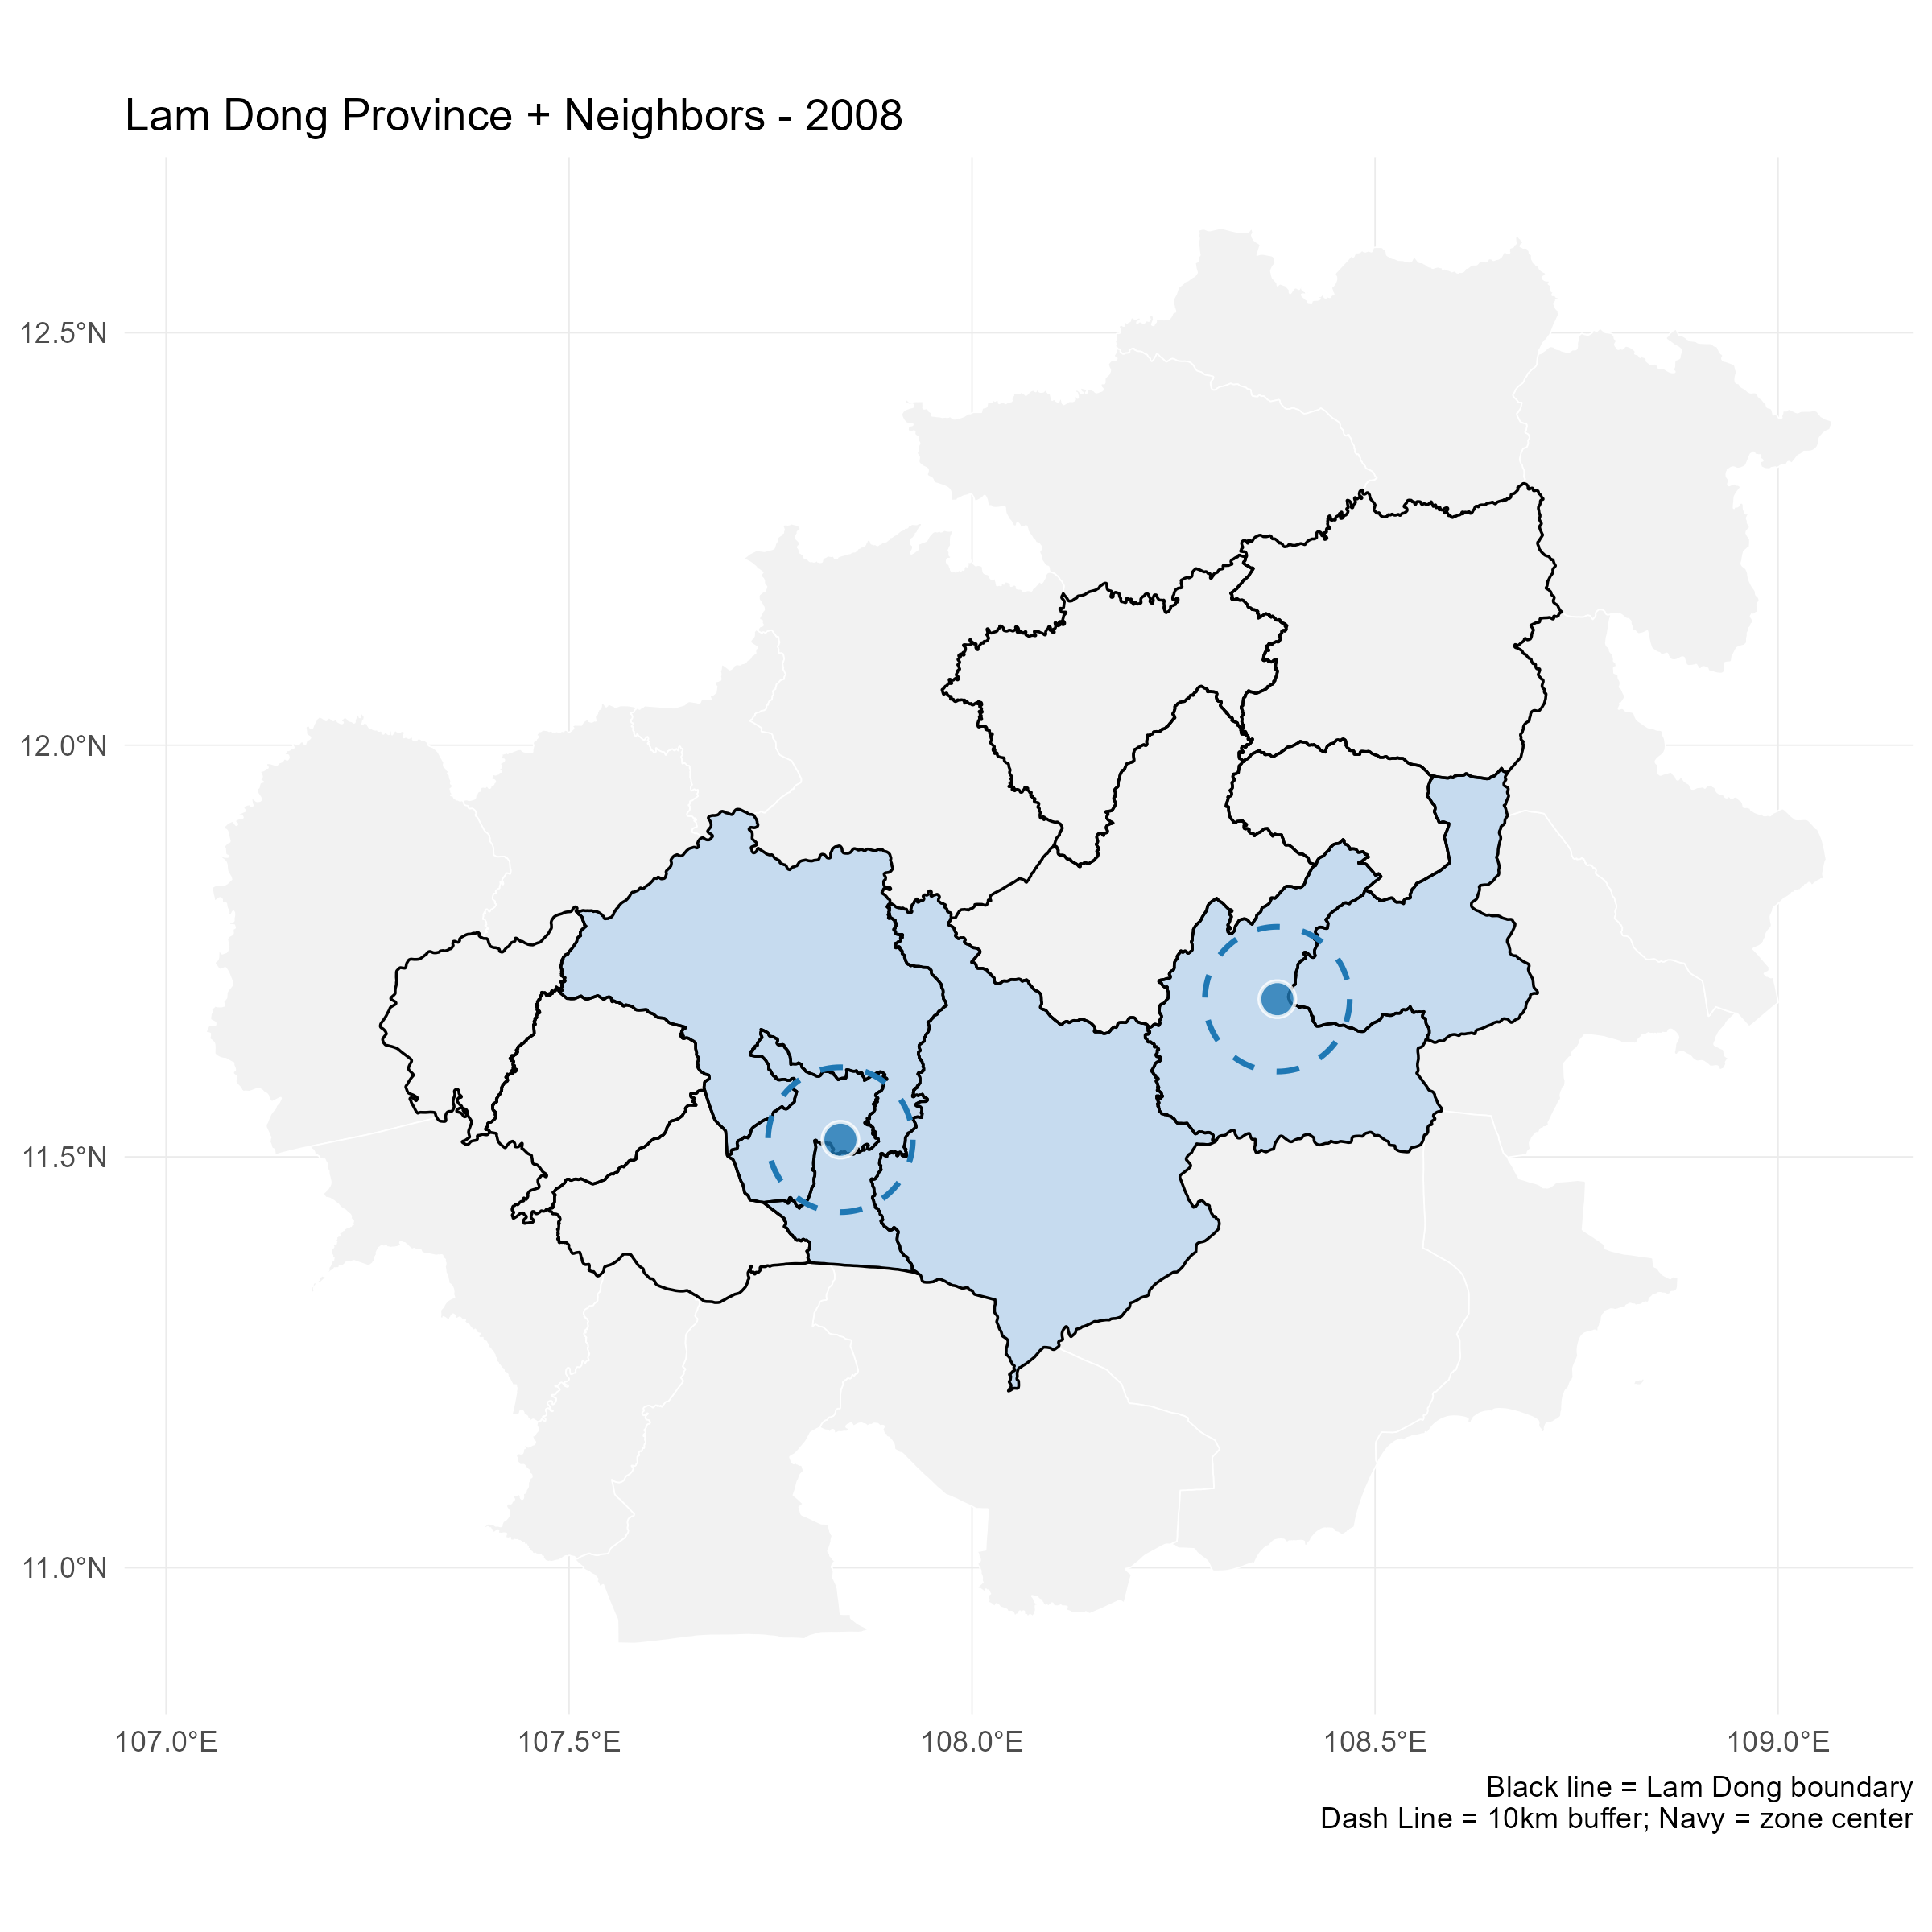 Lam Dong Province + Neighbors - 2008
12.5°N
12.0°N
11.5°N
11.0°N
107.0°E
107.5°E
108.0°E
108.5°E
109.0°E
Black line = Lam Dong boundary
Dash Line = 10km buffer; Navy = zone center